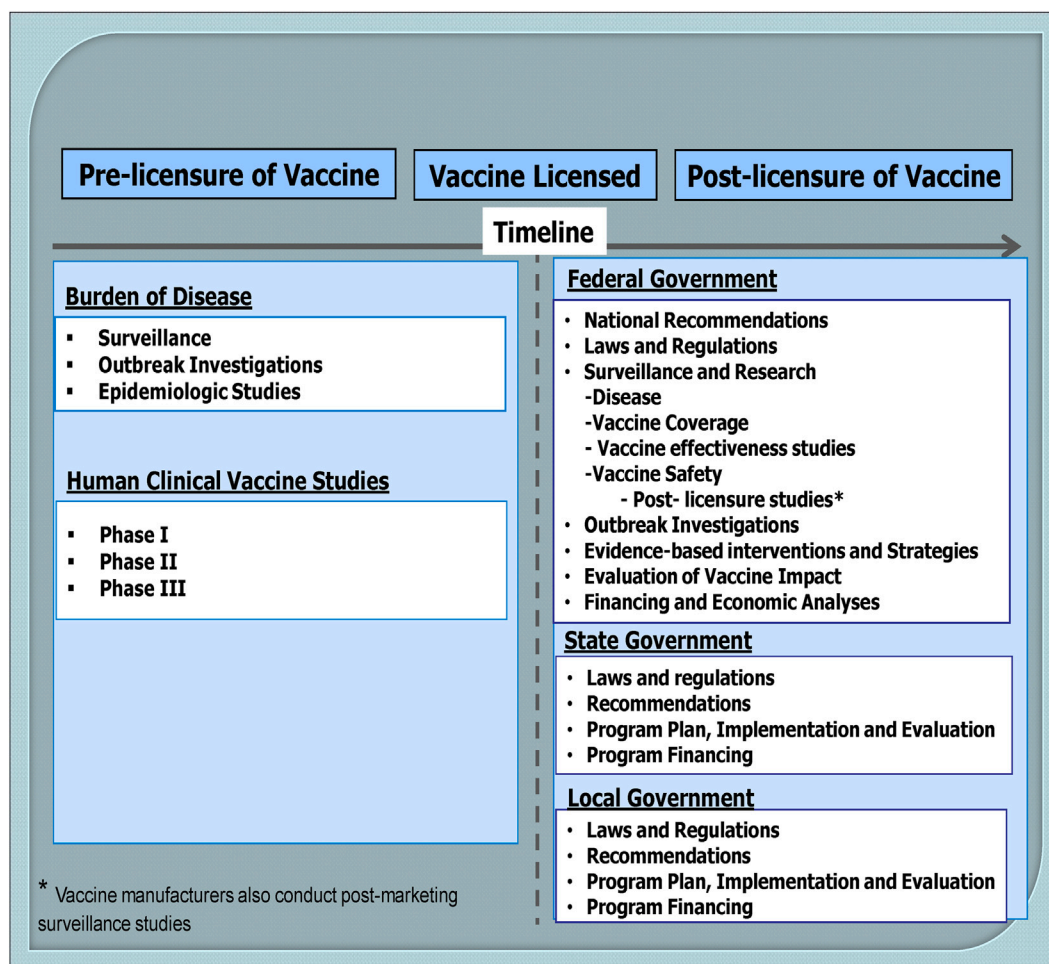 Pre-licensure of Vaccine
Vaccine Licensed
Post-licensure of Vaccine
Timeline
Burden of Disease
▪ Surveillance
▪ Outbreak Investigations
▪ Epidemiologic Studies
Human Clinical Vaccine Studies
▪ Phase I
▪ Phase II
▪ Phase III
* Vaccine manufacturers also conduct post-marketing
surveillance studies
Federal Government
• National Recommendations
• Laws and Regulations
• Surveillance and Research
-Disease
-Vaccine Coverage
- Vaccine effectiveness studies
-Vaccine Safety
- Post- licensure studies*
• Outbreak Investigations
• Evidence-based interventions and Strategies
• Evaluation of Vaccine Impact
• Financing and Economic Analyses
State Government
• Laws and regulations
• Recommendations
• Program Plan, Implementation and Evaluation
• Program Financing
Local Government
• Laws and Regulations
• Recommendations
• Program Plan, Implementation and Evaluation
• Program Financing